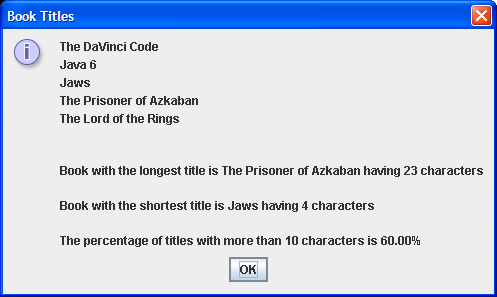 Book Titles
The DaVinci Code
Java 6
Jaws
The Prisoner of Azkaban
The Lord of the Rings
Book with the longest title is The Prisoner of Azkaban having 23 characters
Book with the shortest title is Jaws having 4 characters
The percentage of titles with more than 10 characters is 60.00%
OK